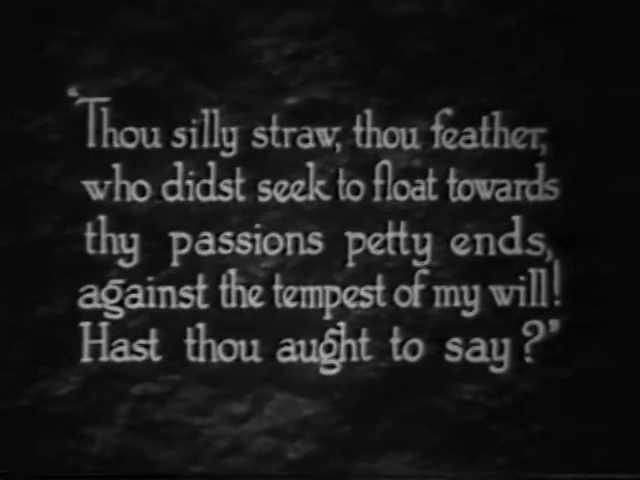 ‘Thou silly straw, thou feather,
who didst seek to float towards
thy passions petty ends,
against the tempest of my will!
Hast thou aught to say?”